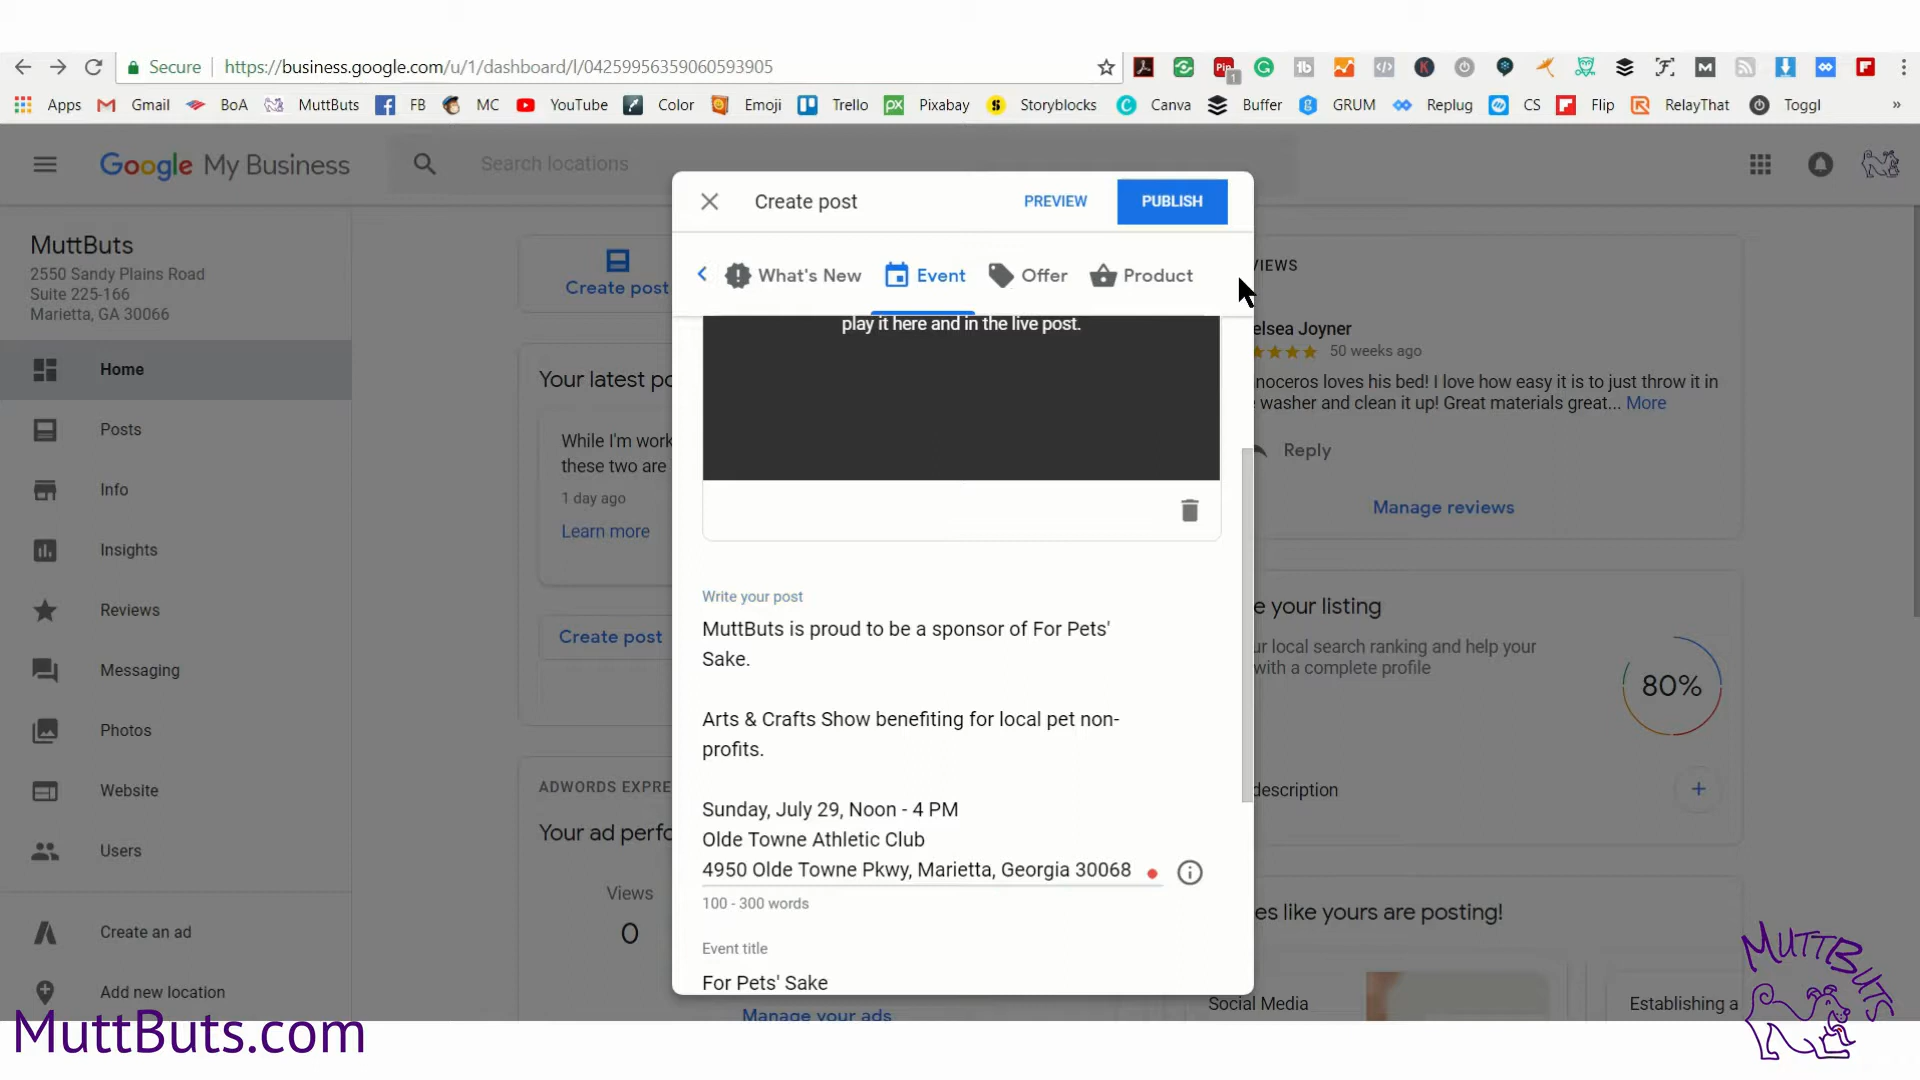 Secure
https://business.google.com/u/1/dashboard/l/04259956359060593905
1
Apps Gmail BoA MuttButs FB MC YouTube Color Emoji Trello Pixabay Storyblocks Canva Buffer GRUM Replug CS Flip RelayThat Toggl »
Google My Business
Search locations
MuttButs
2550 Sandy Plains Road
Suite 225-166
Marietta, GA 30066
Home
Posts
Info
Insights
Reviews
Messaging
Photos
Website
Users
Create an ad
Add new location
Create post
Your latest po
While I'm work
these two are
1 day ago
Learn more
Create post
ADWORDS EXPRE
Your ad perfo
Views
0
Manage your ads
Create post
PREVIEW
PUBLISH
What's New
Event
Offer
Product
play it here and in the live post.
Write your post
MuttButs is proud to be a sponsor of For Pets'
Sake.
Arts & Crafts Show benefiting for local pet non-
profits.
Sunday, July 29, Noon - 4 PM
Olde Towne Athletic Club
4950 Olde Towne Pkwy, Marietta, Georgia 30068
100 - 300 words
Event title
For Pets' Sake
IEWS
elsea Joyner
50 weeks ago
noceros loves his bed! I love how easy it is to just throw it in
washer and clean it up! Great materials great... More
Reply
Manage reviews
e your listing
ur local search ranking and help your
with a complete profile
80%
description
es like yours are posting!
Social Media
Establishing a
MuttButs.com
MUTTBUTS